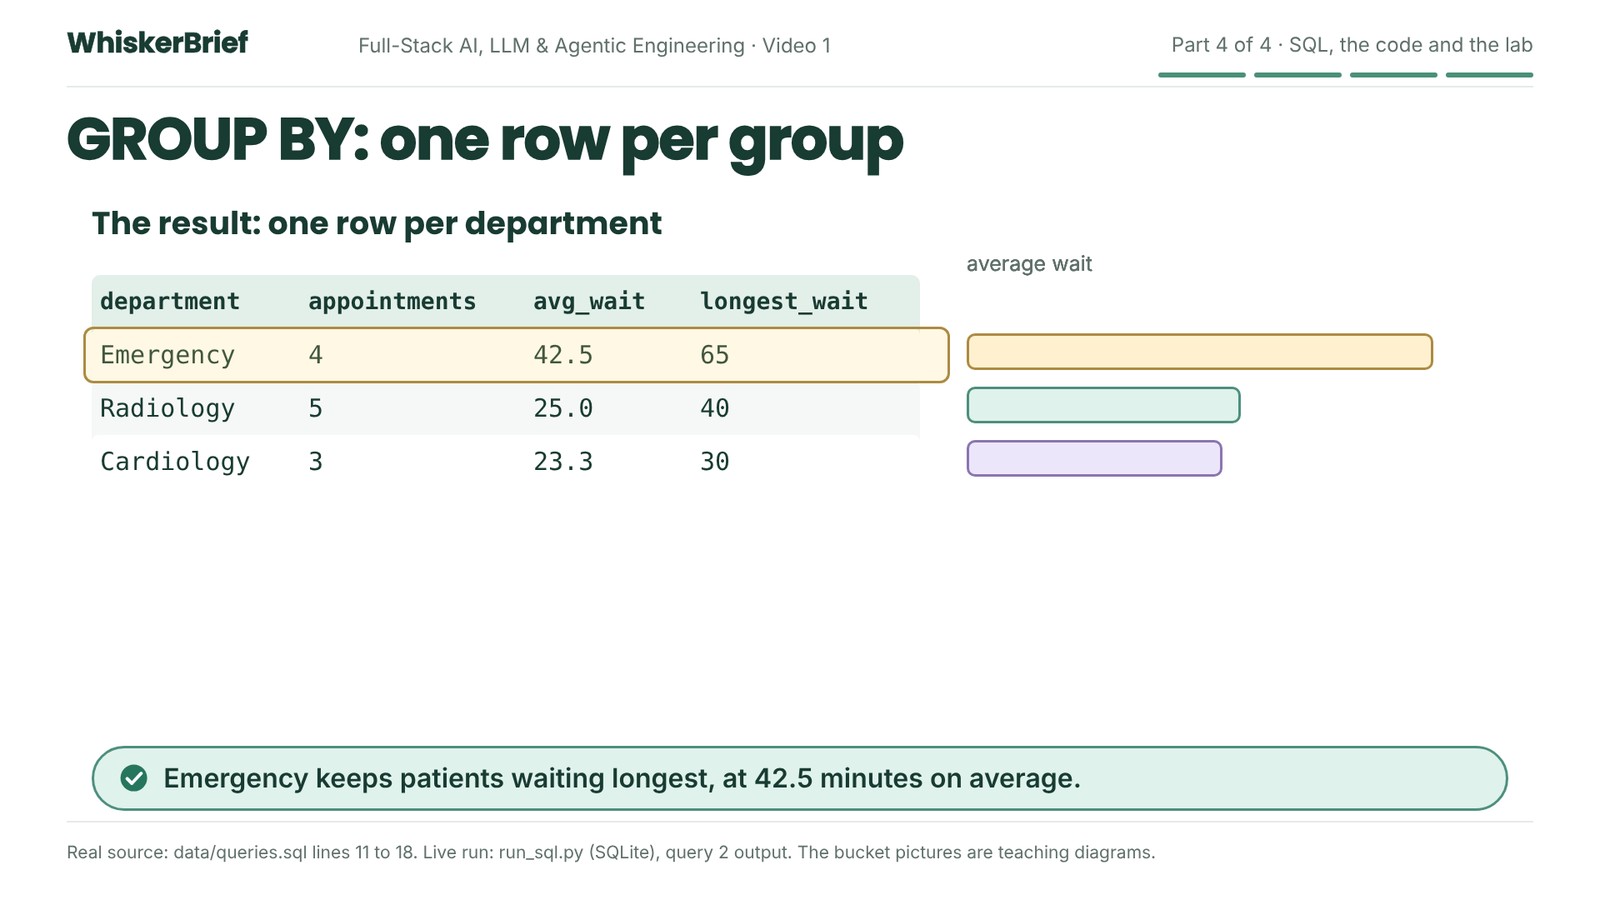 WhiskerBrief
Full-Stack AI, LLM & Agentic Engineering · Video 1
Part 4 of 4 · SQL, the code and the lab
GROUP BY: one row per group
The result: one row per department
average wait
department appointments avg_wait longest_wait
Emergency 4 42.5 65
Radiology 5 25.0 40
Cardiology 3 23.3 30
Emergency keeps patients waiting longest, at 42.5 minutes on average.
Real source: data/queries.sql lines 11 to 18. Live run: run_sql.py (SQLite), query 2 output. The bucket pictures are teaching diagrams.